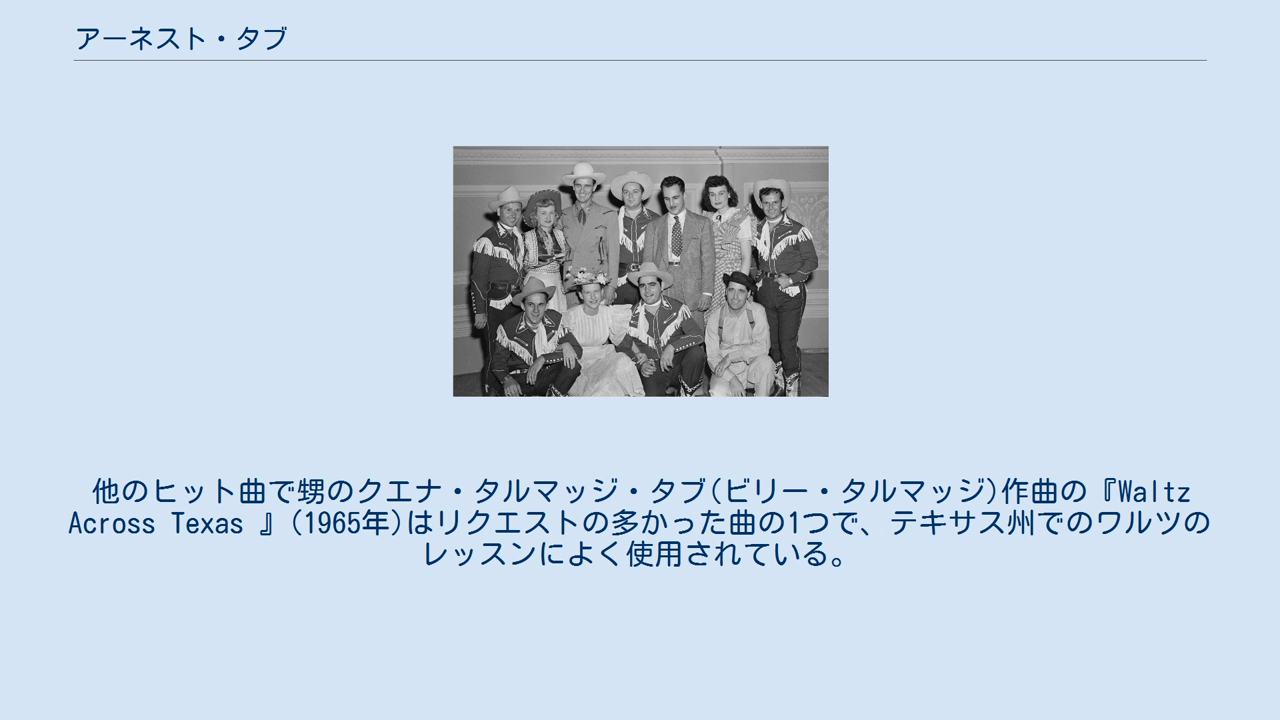 アーネスト・タブ
他のヒット曲で甥のクエナ・タルマッジ・タブ(ビリー・タルマッジ)作曲の『Waltz
Across Texas 』(1965年)はリクエストの多かった曲の1つで、テキサス州でのワルツの
レッスンによく使用されている。